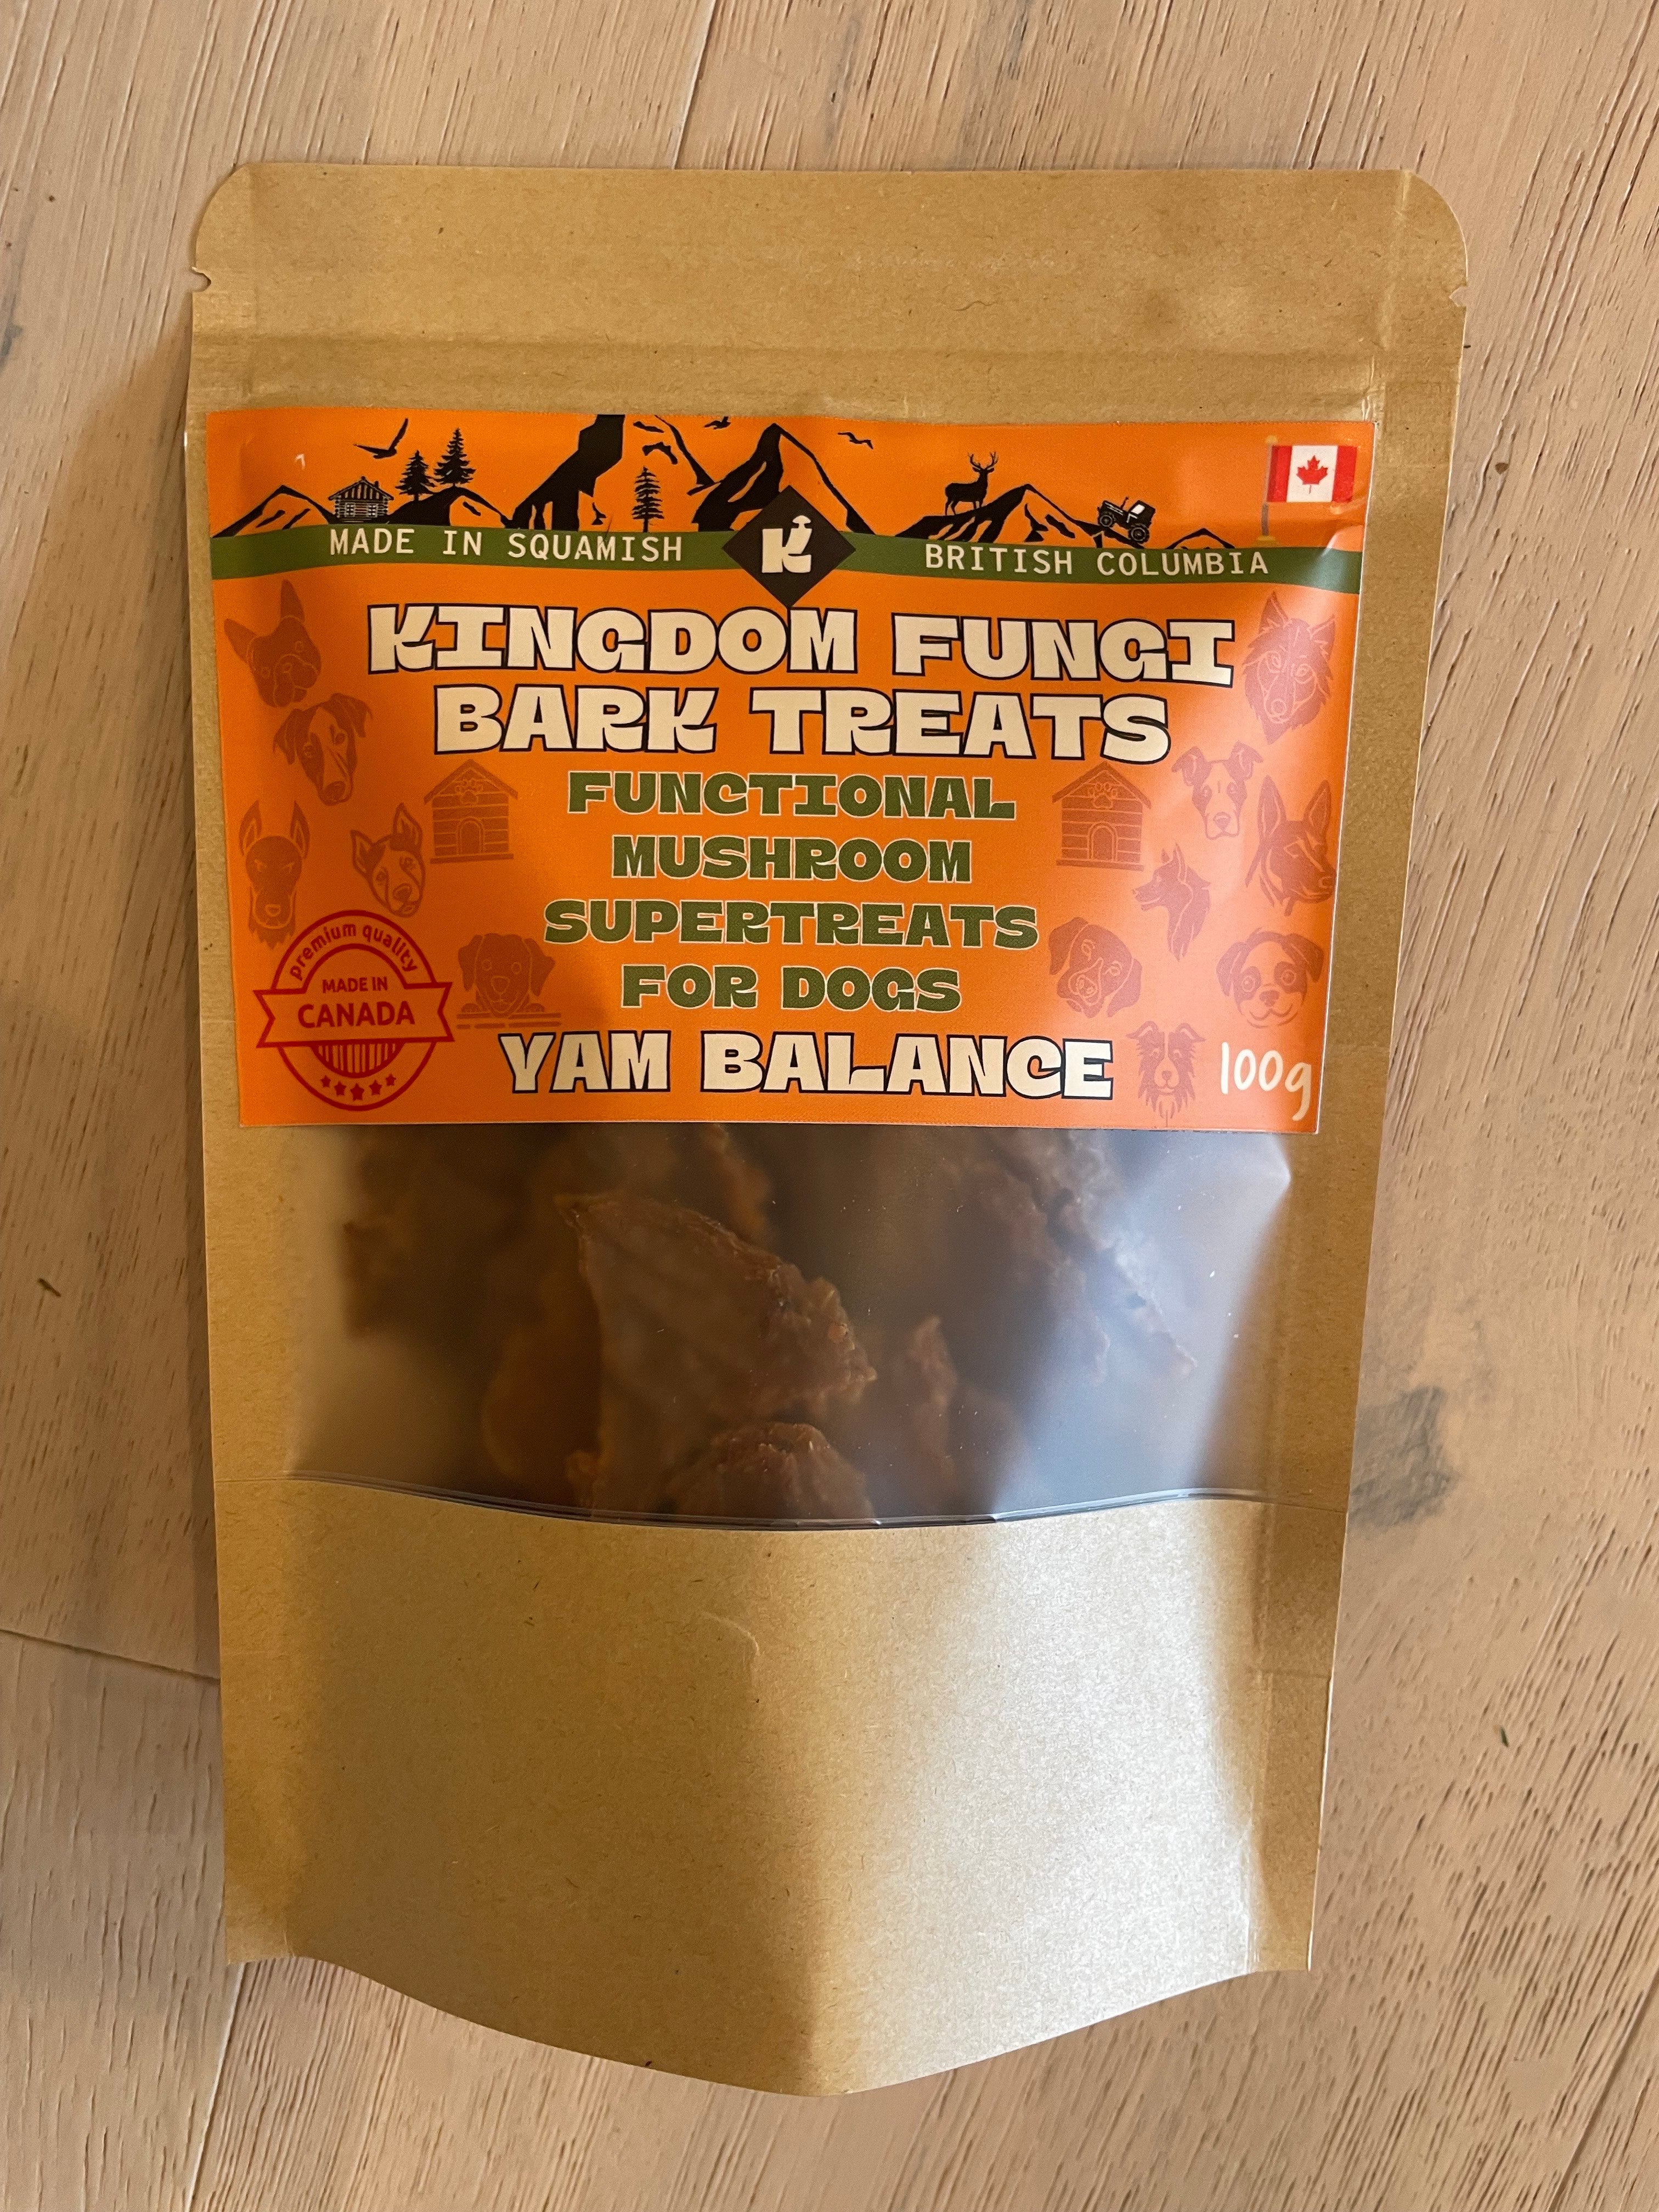 MADE IN SQUAMISH
K
BRITISH COLUMBIA
KINGDOM FUNGI
BARK TREATS
FUNCTIONAL
MUSHROOM
SUPERTREATS
FOR DOGS
YAM BALANCE
premium quality
MADE IN
CANADA
100g